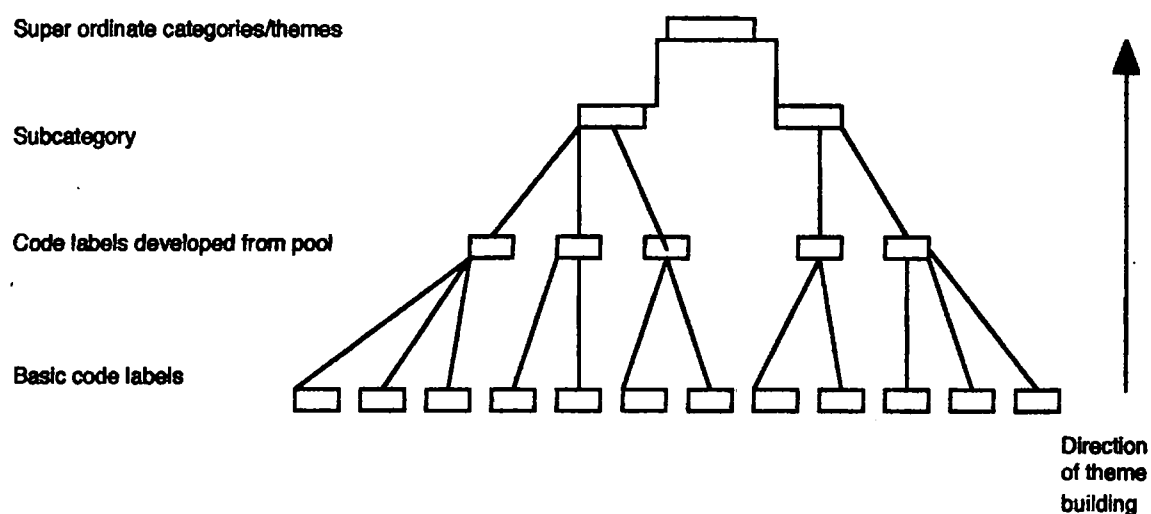 Super ordinate categories/themes
Subcategory
Code labels developed from pool
Basic code labels
Direction
of theme
building